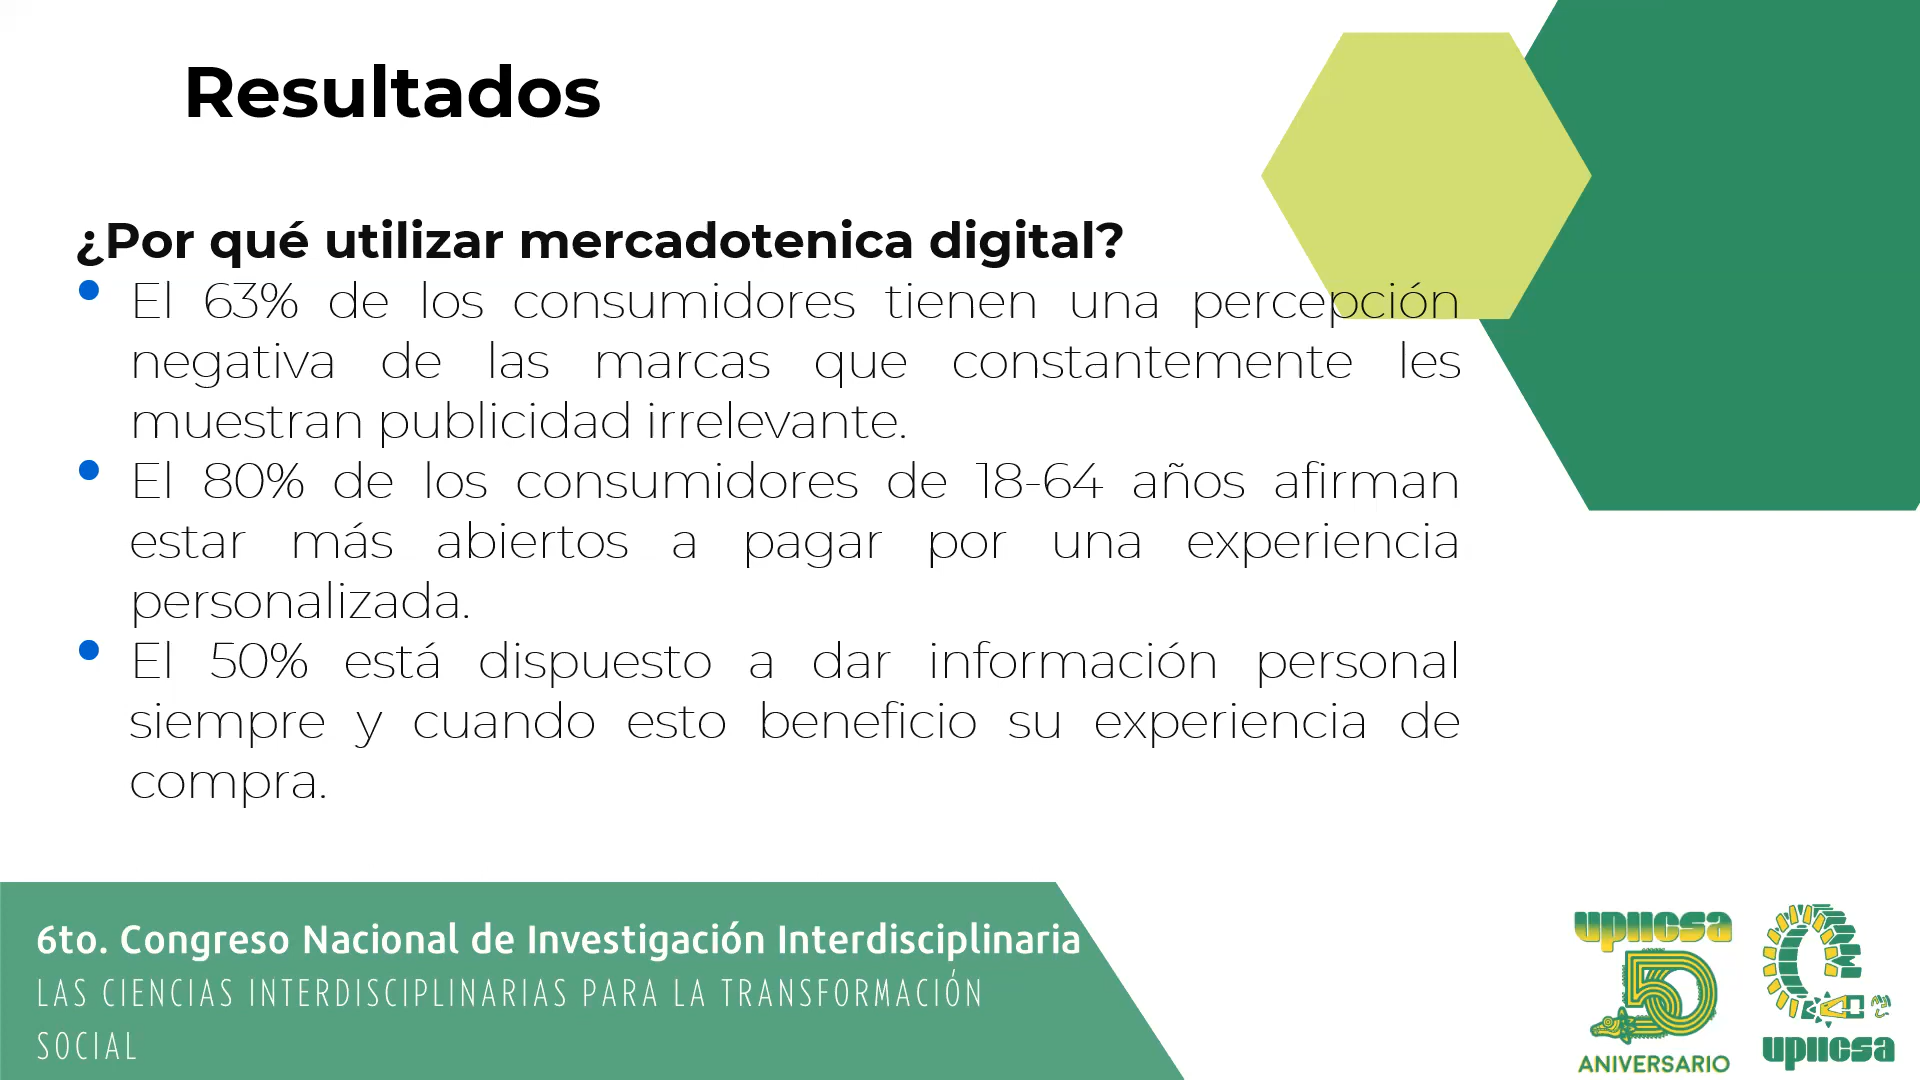 Resultados
¿Por qué utilizar mercadotenica digital?
El 63% de los consumidores tienen una percepción
negativa de las marcas que constantemente les
muestran publicidad irrelevante.
El 80% de los consumidores de 18-64 años afirman
estar más abiertos a pagar por una experiencia
personalizada.
El 50% está dispuesto a dar información personal
siempre y cuando esto beneficio su experiencia de
compra.
6to. Congreso Nacional de Investigación Interdisciplinaria
LAS CIENCIAS INTERDISCIPLINARIAS PARA LA TRANSFORMACIÓN
SOCIAL
upiicsa
50
ANIVERSARIO
upiicsa